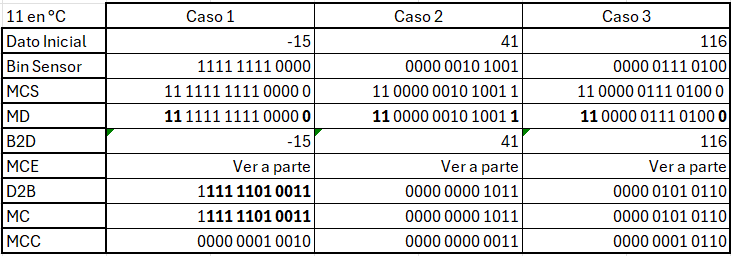 11 en °C Caso 1 Caso 2 Caso 3
Dato Inicial -15 41 116
Bin Sensor 1111 1111 0000 0000 0010 1001 0000 0111 0100
MCS 11 1111 1111 0000 0 11 0000 0010 1001 1 11 0000 0111 0100 0
MD 11 1111 1111 0000 0 11 0000 0010 1001 1 11 0000 0111 0100 0
B2D -15 41 116
MCE Ver a parte Ver a parte Ver a parte
D2B 1111 1101 0011 0000 0000 1011 0000 0101 0110
MC 1111 1101 0011 0000 0000 1011 0000 0101 0110
MCC 0000 0001 0010 0000 0000 0011 0000 0001 0110